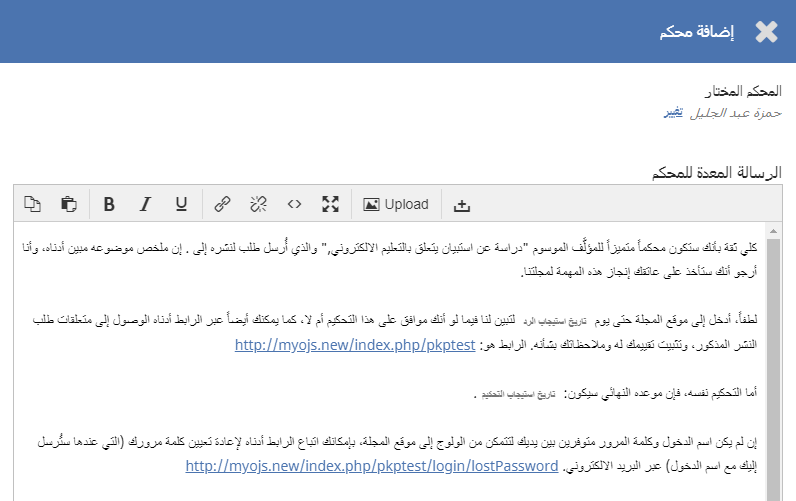 إضافة محكم
المحكم المختار
حمزة عبد الجليل تغيير
الرسالة المعدة للمحكم
B I U Upload
كلي ثقة بأنك ستكون محكماً متميزاً للمؤلَّف الموسوم "دراسة عن استبيان يتعلق بالتعليم الالكتروني," والذي أُرسل طلب لنشره إلى . إن ملخص موضوعه مبين أدناه، وأنا
أرجو أنك ستأخذ على عاتقك إنجاز هذه المهمة لمجلتنا.
لطفاً، أدخل إلى موقع المجلة حتى يوم تاريخ استيجاب الرد لتبين لنا فيما لو أنك موافق على هذا التحكيم أم لا، كما يمكنك أيضاً عبر الرابط أدناه الوصول إلى متعلقات طلب
النشر المذكور، وتثبيت تقييمك له وملاحظاتك بشأنه. الرابط هو: http://myojs.new/index.php/pkptest
أما التحكيم نفسه، فإن موعده النهائي سيكون: تاريخ استيجاب التحكيم .
إن لم يكن اسم الدخول وكلمة المرور متوفرين بين يديك لتتمكن من الولوج إلى موقع المجلة، بإمكانك اتباع الرابط أدناه لإعادة تعيين كلمة مرورك (التي عندها ستُرسل
إليك مع اسم الدخول) عبر البريد الالكتروني. http://myojs.new/index.php/pkptest/login/lostPassword